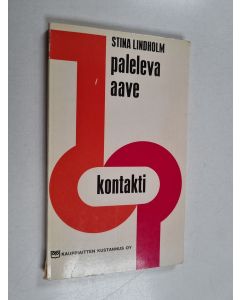 STINA LINDHOLM
paleleva
aave
kontakti
KAUPPIAITTEN KUSTANNUS OY